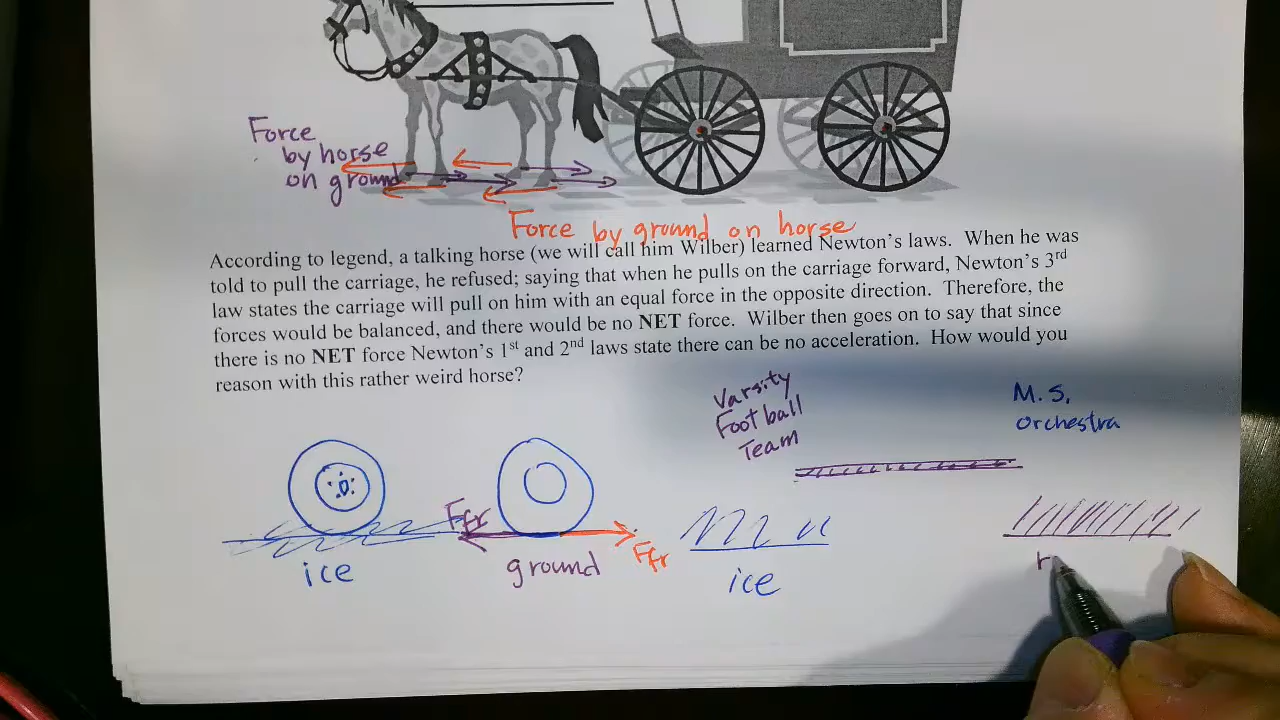 Force
by horse
on ground
Force by ground on horse
According to legend, a talking horse (we will call him Wilber) learned Newton's laws. When he was
told to pull the carriage, he refused; saying that when he pulls on the carriage forward, Newton's 3rd
law states the carriage will pull on him with an equal force in the opposite direction. Therefore, the
forces would be balanced, and there would be no NET force. Wilber then goes on to say that since
there is no NET force Newton's 1st and 2nd laws state there can be no acceleration. How would you
reason with this rather weird horse?
Varsity
Football
Team
M.S.
orchestra
Ffr
Ffr
ice
ground
ice
r